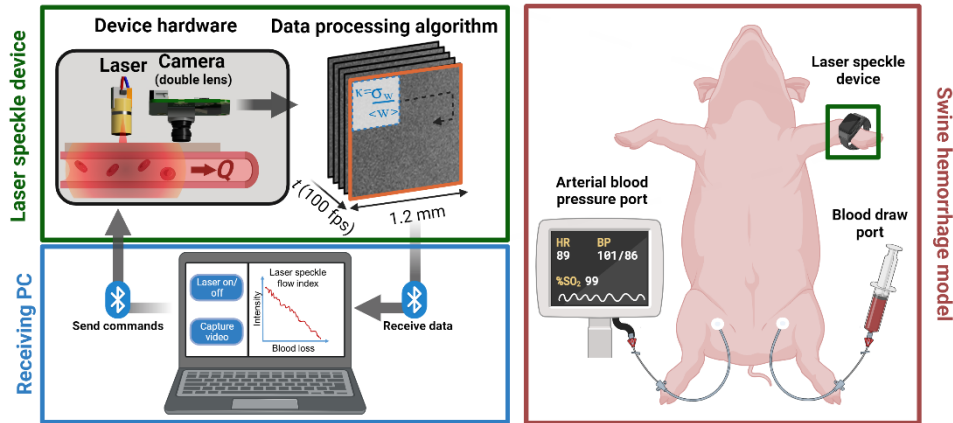 Laser speckle device
Device hardware
Laser
Camera
(double lens)
Q
Data processing algorithm
K=σw
<w>
t (100 fps)
1.2 mm
Receiving PC
Send commands
Laser on/
off
Capture
video
Laser speckle
flow index
Intensity
Blood loss
Receive data
Swine hemorrhage model
Laser speckle
device
Arterial blood
pressure port
HR BP
89 101/86
%SO₂ 99
Blood draw
port